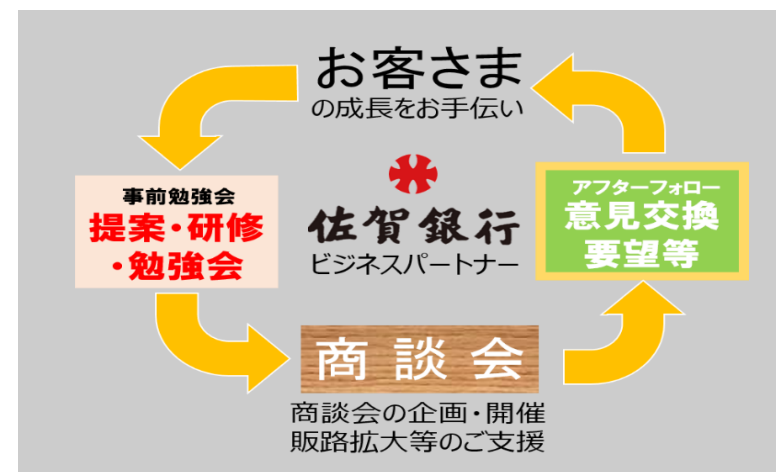 お客さま
の成長をお手伝い
事前勉強会
提案・研修
・勉強会
佐賀銀行
ビジネスパートナー
アフターフォロー
意見交換
要望等
商談会
商談会の企画・開催
販路拡大等のご支援